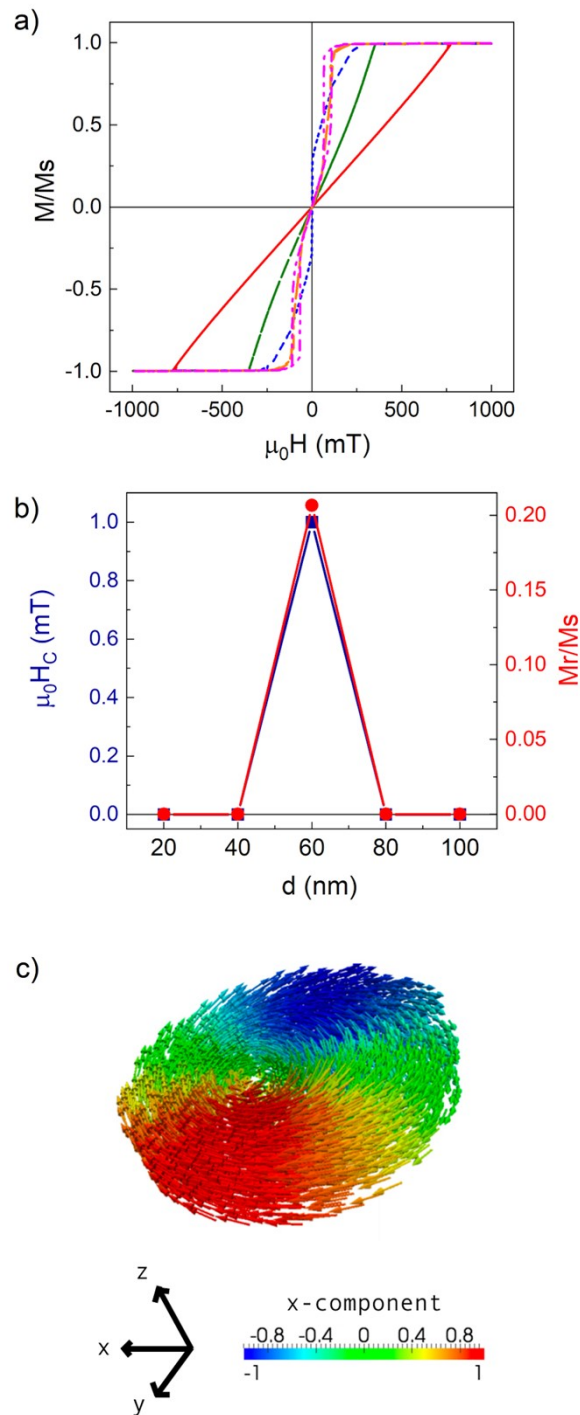 a)
1.0
0.5
0.0
-0.5
-1.0
M/Ms
-1000 -500 0 500 1000
μ₀H (mT)
b)
1.0
0.8
0.6
0.4
0.2
0.0
μ₀H_C (mT)
0.20
0.15
0.10
0.05
0.00
Mr/Ms
20 40 60 80 100
d (nm)
c)
z
x
y
x-component
-0.8 -0.4 0 0.4 0.8
-1 1